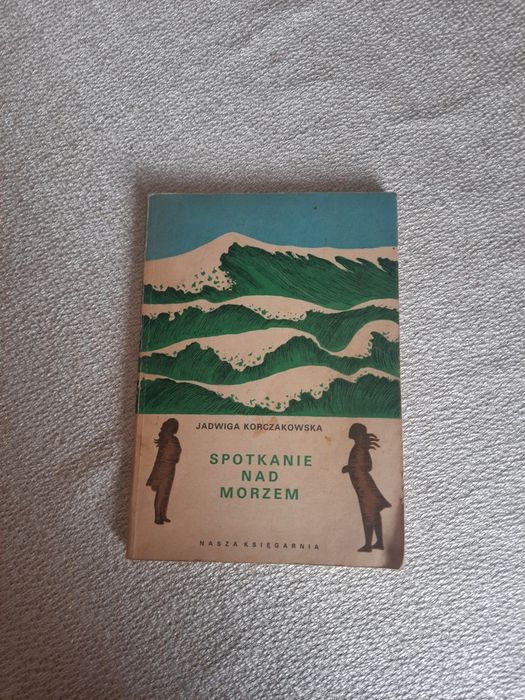 JADWIGA KORCZAKOWSKA
SPOTKANIE
NAD
MORZEM
NASZA KSIĘGARNIA